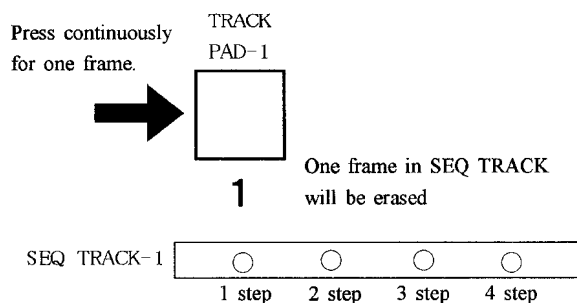 Press continuously
for one frame.
TRACK
PAD-1
1
One frame in SEQ TRACK
will be erased
SEQ TRACK-1
1 step 2 step 3 step 4 step